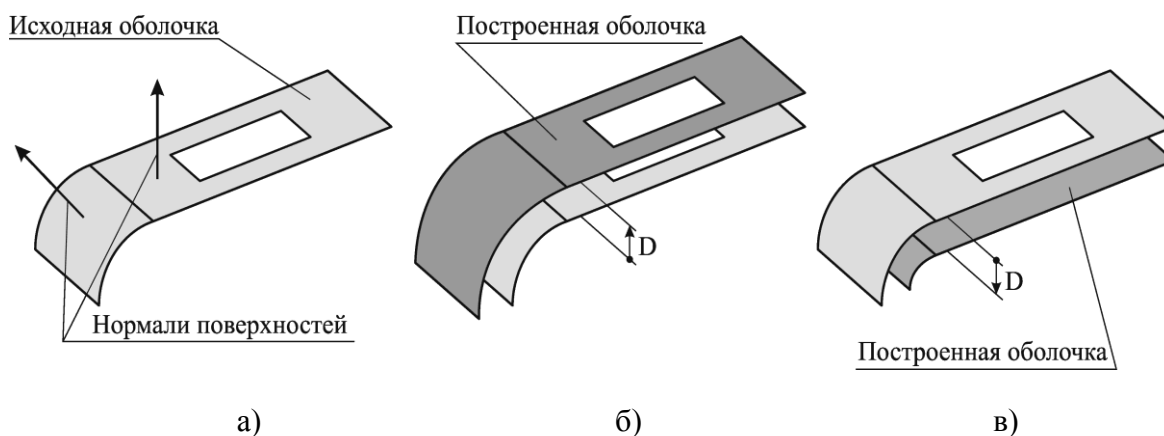 Исходная оболочка
Нормали поверхностей
Построенная оболочка
D
D
Построенная оболочка
а)
б)
в)